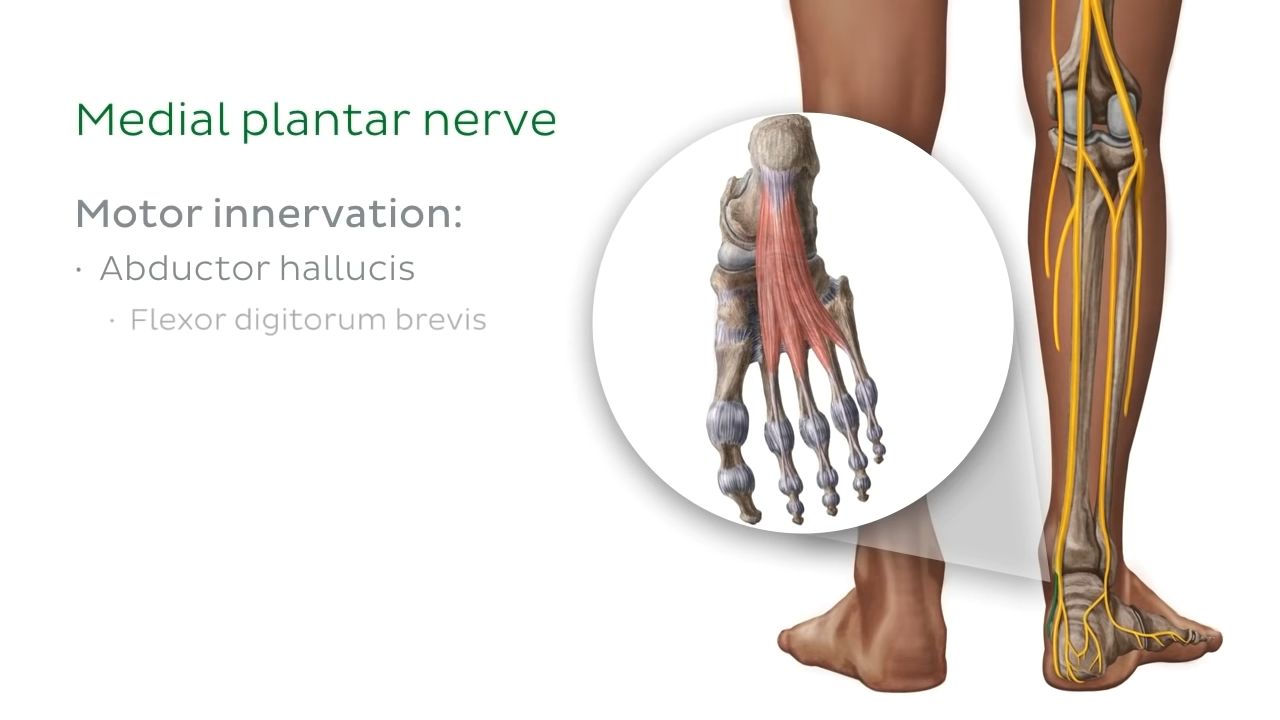 Medial plantar nerve
Motor innervation:
· Abductor hallucis
· Flexor digitorum brevis